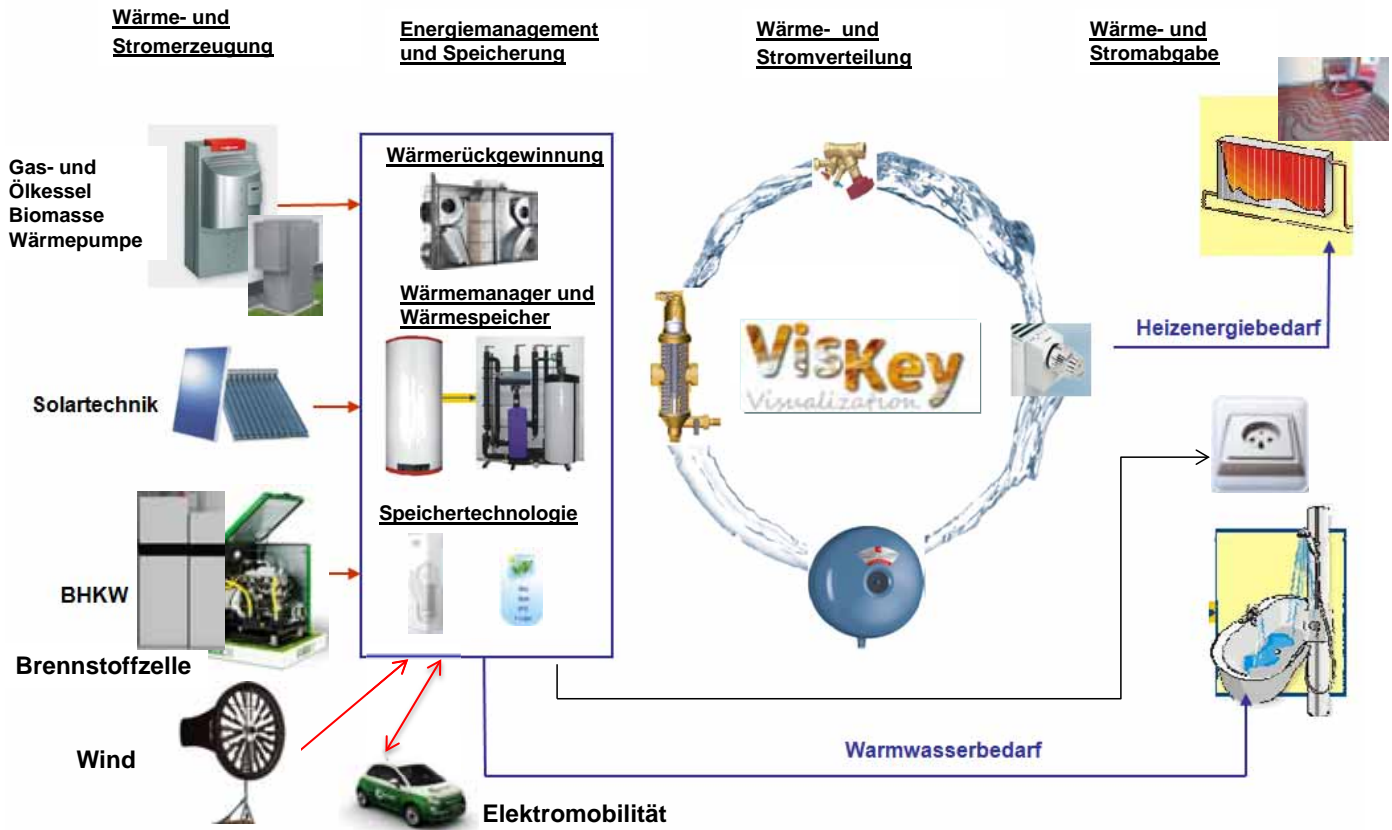 Wärme- und
Stromerzeugung
Energiemanagement
und Speicherung
Wärme- und
Stromverteilung
Wärme- und
Stromabgabe
Gas- und
Ölkessel
Biomasse
Wärmepumpe
Wärmerückgewinnung
Wärmemanager und
Wärmespeicher
Solartechnik
Speichertechnologie
BHKW
Brennstoffzelle
Wind
Elektromobilität
VisKey
Visualization
Heizenergiebedarf
Warmwasserbedarf